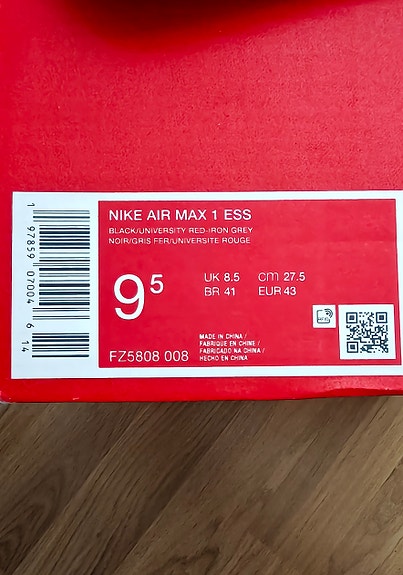 NIKE AIR MAX 1 ESS
BLACK/UNIVERSITY RED-IRON GREY
NOIR/GRIS FER/UNIVERSITE ROUGE
9⁵
UK 8.5 cm 27.5
BR 41 EUR 43
RFID
MADE IN CHINA /
FABRIQUE EN CHINE /
FABRICADO NA CHINA /
HECHO EN CHINA
FZ5808 008
1 97859 07004 6 14